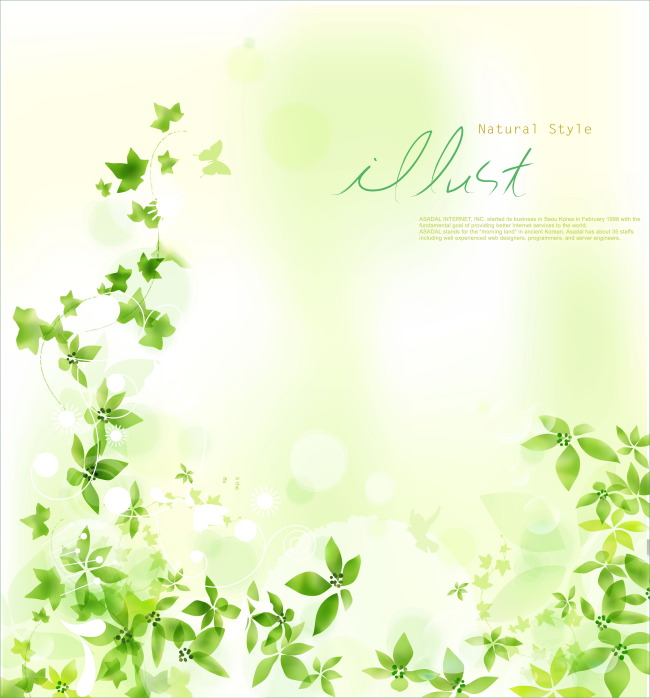 Natural Style
illust
ASADAL INTERNET, INC. started its business in Seou Korea in February 1998 with the
fundamental goal of providing better internet services to the world.
ASADAL stands for the "morning land" in ancient Korean. Asadal has about 35 staffs
including well experienced web designers, programmers, and server engineers.